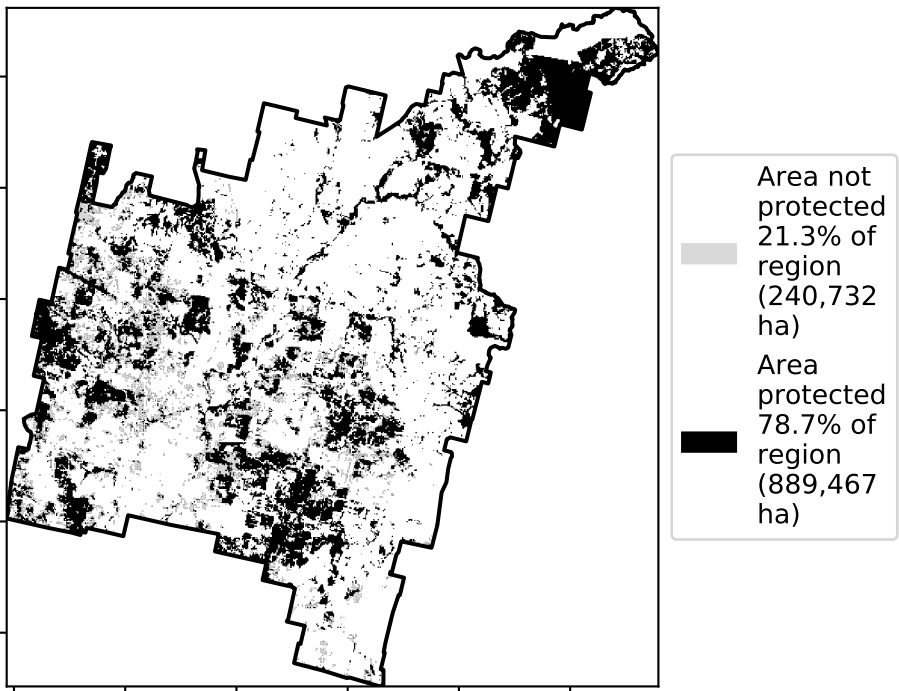 Area not
protected
21.3% of
region
(240,732
ha)
Area
protected
78.7% of
region
(889,467
ha)